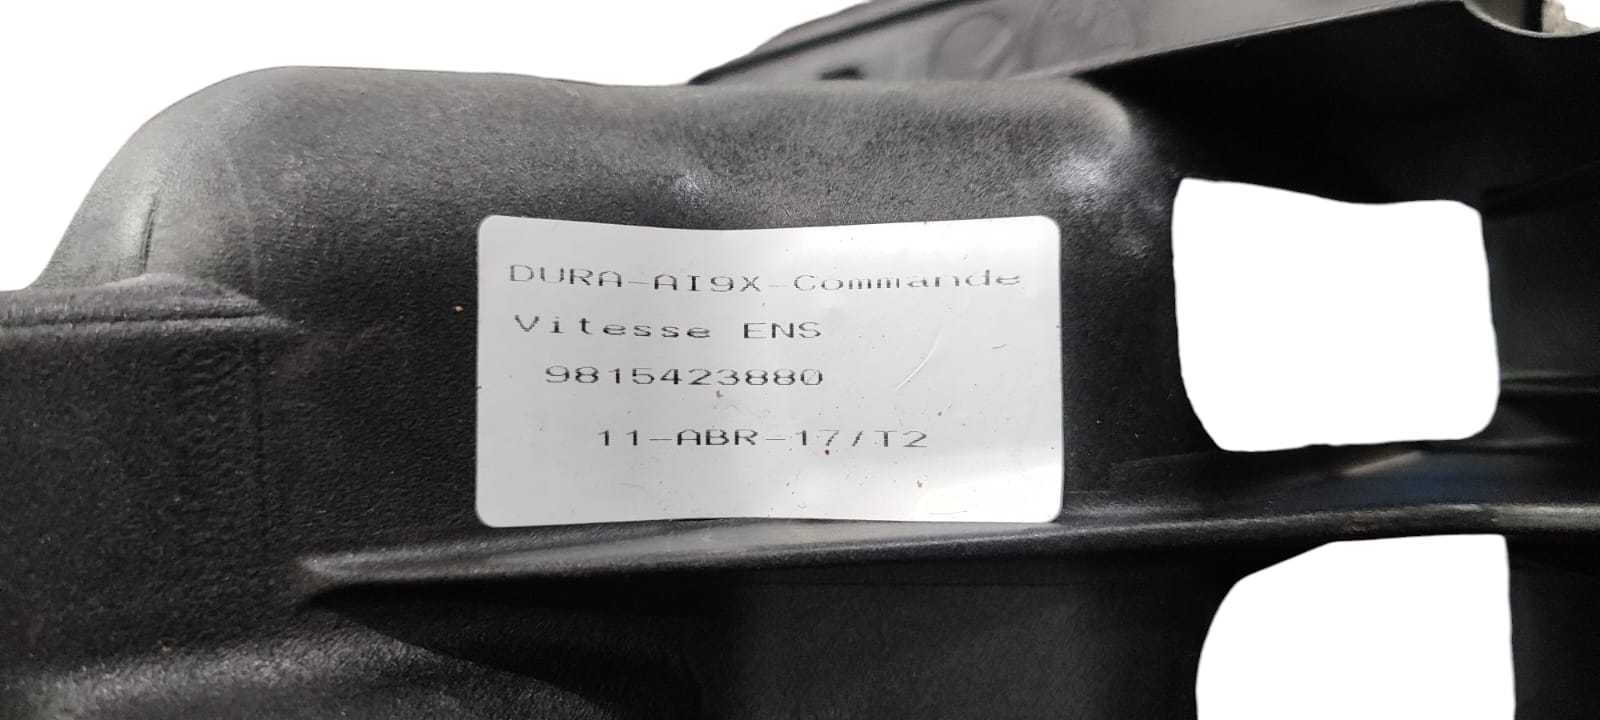 DURA-AI9X-Commande
Vitesse ENS
9815423880
11-ABR-17/T2